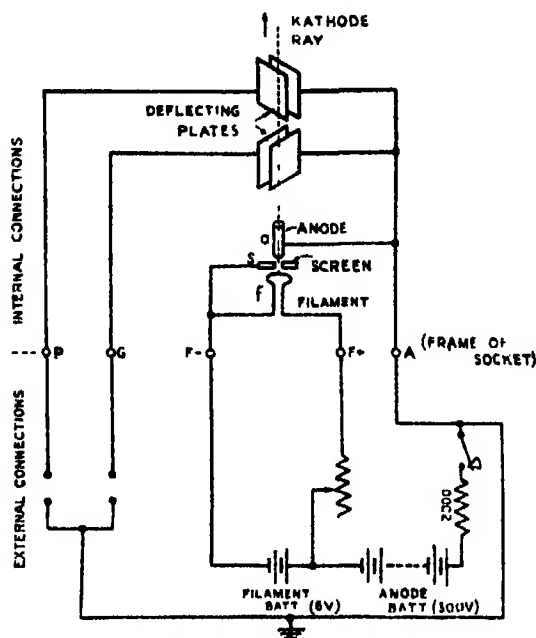 KATHODE
RAY
DEFLECTING
PLATES
INTERNAL CONNECTIONS
a
ANODE
S
SCREEN
f
FILAMENT
P
G
F-
F+
A
(FRAME OF
SOCKET)
EXTERNAL CONNECTIONS
FILAMENT
BATT (6V)
ANODE
BATT (300V)